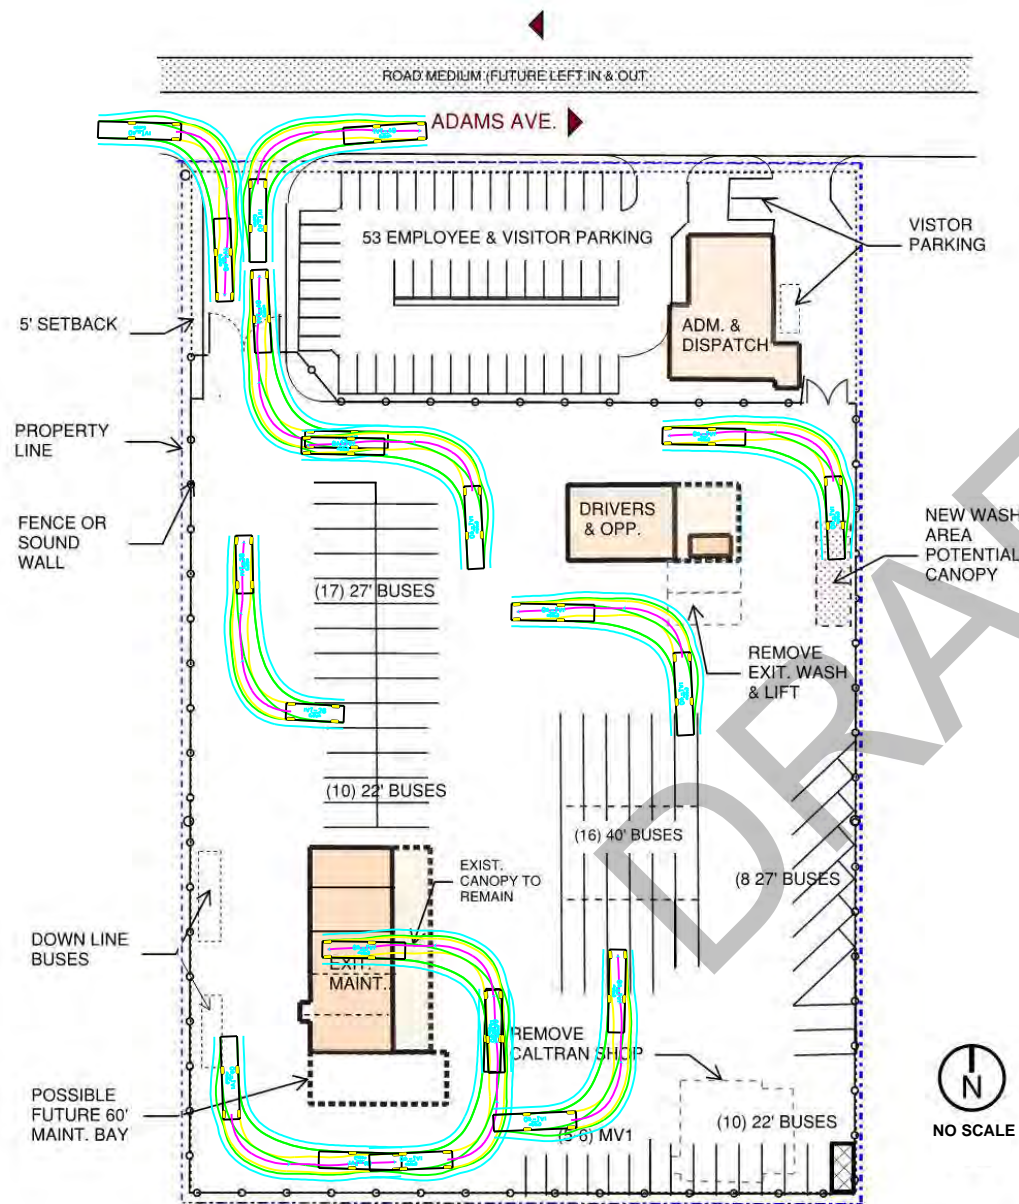 ROAD MEDIUM (FUTURE LEFT IN & OUT
ADAMS AVE.
53 EMPLOYEE & VISITOR PARKING
VISTOR
PARKING
5' SETBACK
ADM. &
DISPATCH
PROPERTY
LINE
FENCE OR
SOUND
WALL
DRIVERS
& OPP.
NEW WASH
AREA
POTENTIAL
CANOPY
(17) 27' BUSES
REMOVE
EXIT. WASH
& LIFT
(10) 22' BUSES
(16) 40' BUSES
EXIST.
CANOPY TO
REMAIN
(8 27' BUSES
DOWN LINE
BUSES
EXIT.
MAINT.
REMOVE
CALTRAN SHOP
POSSIBLE
FUTURE 60'
MAINT. BAY
(5 6) MV1
(10) 22' BUSES
N
NO SCALE
DRA